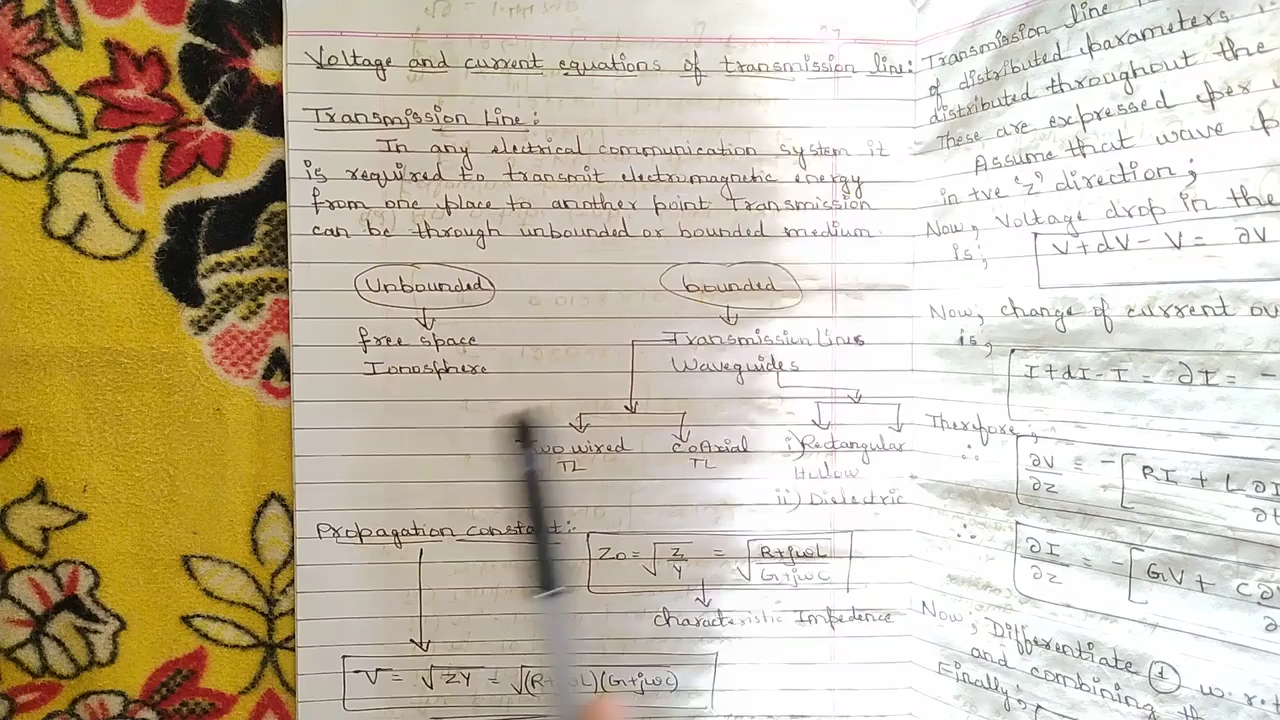 Voltage and current equations of transmission line:
Transmission Line:
In any electrical communication system it
is required to transmit electromagnetic energy
from one place to another point Transmission
can be through unbounded or bounded medium.
Unbounded
bounded
free space
Ionosphere
Transmission Lines
Waveguides
Two wired
TL
CoAxial
TL
i) Rectangular
Hollow
ii) Dielectric
Propagation constant:-
Z0 = √(Z/Y) = √((R+jωL)/(G+jωC))
characteristic Impedence
√ZY = √(R+ ωL)(G+jωC)
Transmission line
of distributed parameters.
distributed throughout the
These are expressed per
Assume that wave
in +ve 'Z' direction;
Now, Voltage drop in the
is;
V+dV-V = ∂V
Now, change of current
is,
I+dI-I = ∂I = -
Therefore;
∴ ∂V/∂z = -[RI + L∂I
∴ ∂I/∂z = -[GV + C∂
Now; Differentiate ① w.r.t
and combining
Finally;